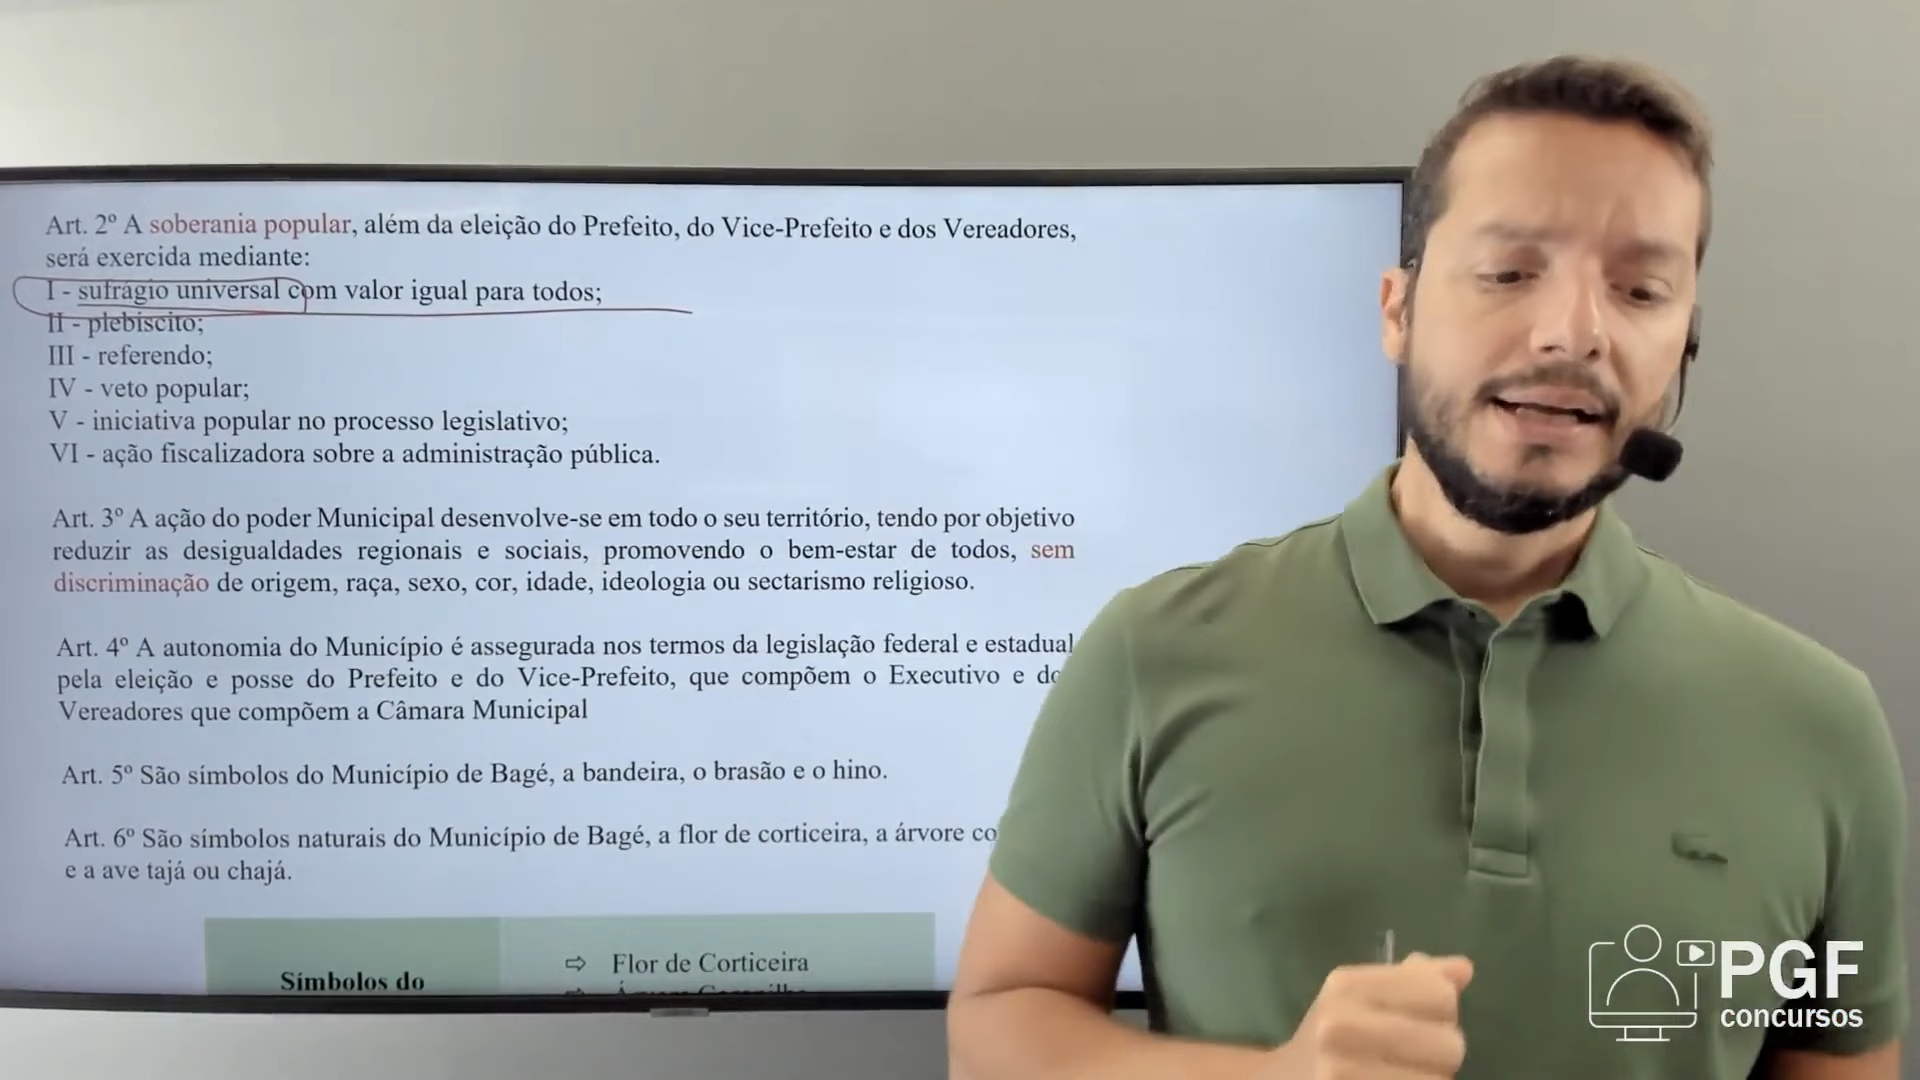 Art. 2º A soberania popular, além da eleição do Prefeito, do Vice-Prefeito e dos Vereadores,
será exercida mediante:
I - sufrágio universal com valor igual para todos;
II - plebiscito;
III - referendo;
IV - veto popular;
V - iniciativa popular no processo legislativo;
VI - ação fiscalizadora sobre a administração pública.
Art. 3º A ação do poder Municipal desenvolve-se em todo o seu território, tendo por objetivo
reduzir as desigualdades regionais e sociais, promovendo o bem-estar de todos, sem
discriminação de origem, raça, sexo, cor, idade, ideologia ou sectarismo religioso.
Art. 4º A autonomia do Município é assegurada nos termos da legislação federal e estadual
pela eleição e posse do Prefeito e do Vice-Prefeito, que compõem o Executivo e
Vereadores que compõem a Câmara Municipal
Art. 5º São símbolos do Município de Bagé, a bandeira, o brasão e o hino.
Art. 6º São símbolos naturais do Município de Bagé, a flor de corticeira, a árvore
e a ave tajá ou chajá.
Símbolos do
⇨ Flor de Corticeira
PGF
concursos